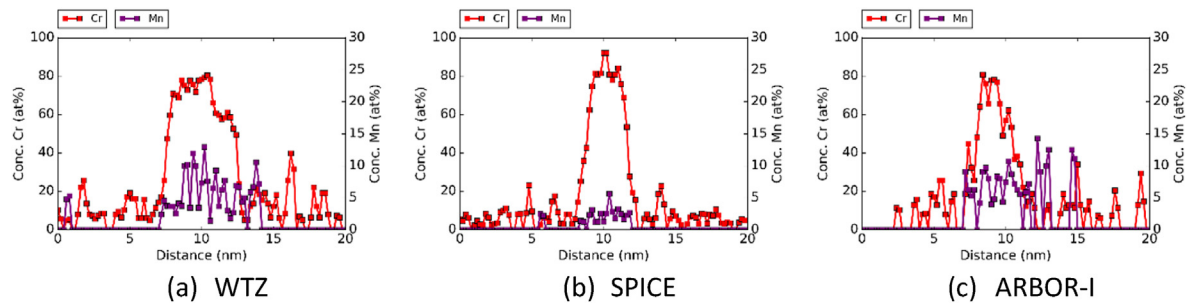 Cr Mn Cr Mn Cr Mn
100 30 100 30 100 30
80 25 80 25 80 25
60 20 60 20 60 20
15 15 15
40 10 40 10 40 10
20 5 20 5 20 5
0 0 0 0 0 0
Conc. Cr (at%) Conc. Mn (at%) Conc. Cr (at%) Conc. Mn (at%) Conc. Cr (at%) Conc. Mn (at%)
0 5 10 15 20 0 5 10 15 20 0 5 10 15 20
Distance (nm) Distance (nm) Distance (nm)
(a) WTZ (b) SPICE (c) ARBOR-I